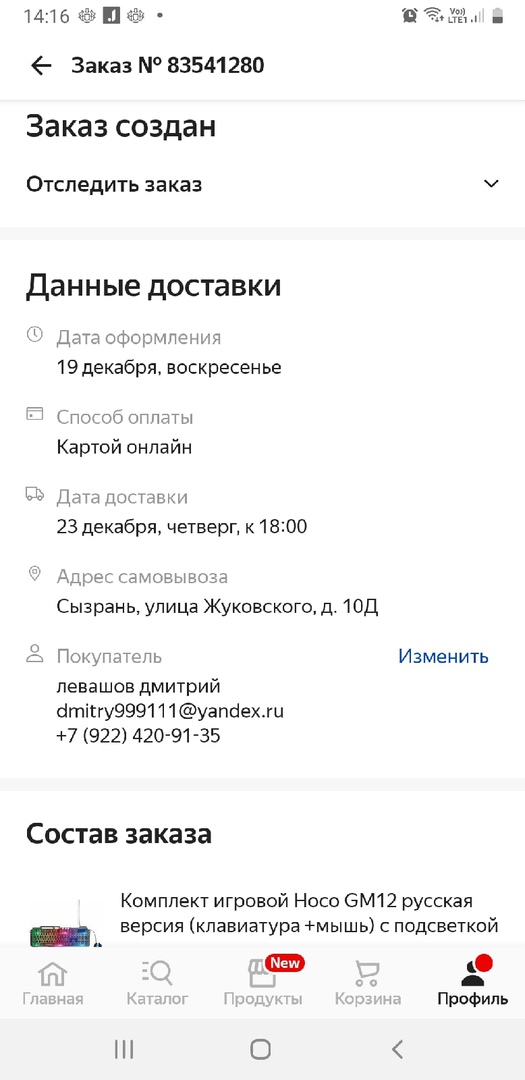 14:16 Vo)) LTE1
Заказ № 83541280
Заказ создан
Отследить заказ
Данные доставки
Дата оформления
19 декабря, воскресенье
Способ оплаты
Картой онлайн
Дата доставки
23 декабря, четверг, к 18:00
Адрес самовывоза
Сызрань, улица Жуковского, д. 10Д
Покупатель Изменить
левашов дмитрий
dmitry999111@yandex.ru
+7 (922) 420-91-35
Состав заказа
Комплект игровой Hoco GM12 русская
версия (клавиатура +мышь) с подсветкой
New
Главная Каталог Продукты Корзина Профиль